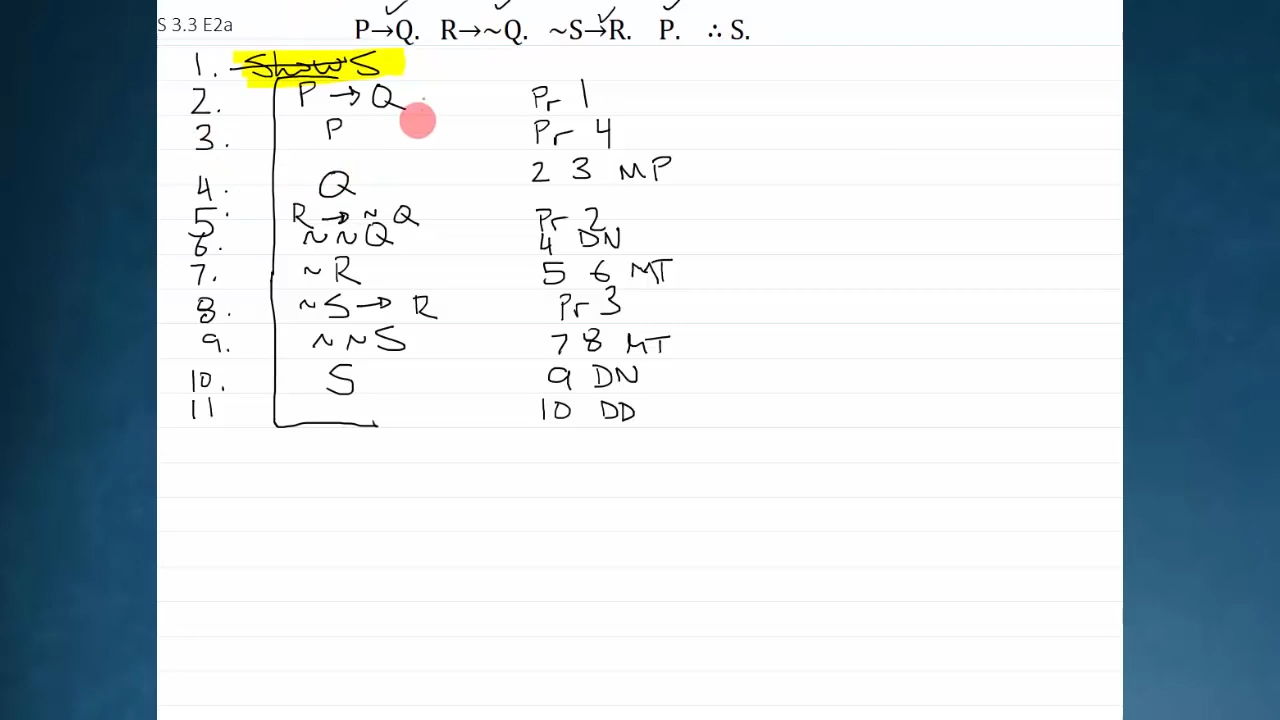 S 3.3 E2a P→Q. R→~Q. ~S→R. P. ∴ S.
1. Show S
2. P → Q Pr 1
3. P Pr 4
4. Q 2 3 MP
5. R → ~Q Pr 2
6. ~~Q 4 DN
7. ~R 5 6 MT
8. ~S → R Pr 3
9. ~~S 7 8 MT
10. S 9 DN
11 10 DD